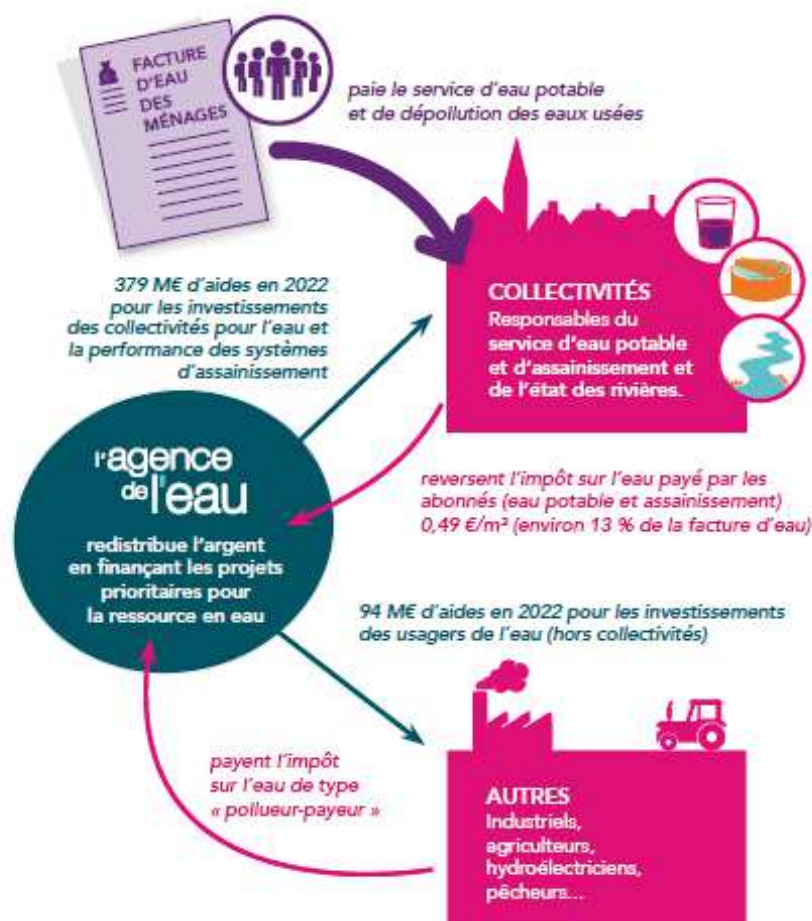 FACTURE
D'EAU
DES
MÉNAGES
paie le service d'eau potable
et de dépollution des eaux usées
379 M€ d'aides en 2022
pour les investissements
des collectivités pour l'eau et
la performance des systèmes
d'assainissement
COLLECTIVITÉS
Responsables du
service d'eau potable
et d'assainissement et
de l'état des rivières.
l'agence
de l'eau
redistribue l'argent
en finançant les projets
prioritaires pour
la ressource en eau
reversent l'impôt sur l'eau payé par les
abonnés (eau potable et assainissement)
0,49 €/m³ (environ 13 % de la facture d'eau)
94 M€ d'aides en 2022 pour les investissements
des usagers de l'eau (hors collectivités)
payent l'impôt
sur l'eau de type
« pollueur-payeur »
AUTRES
Industriels,
agriculteurs,
hydroélectriciens,
pêcheurs...